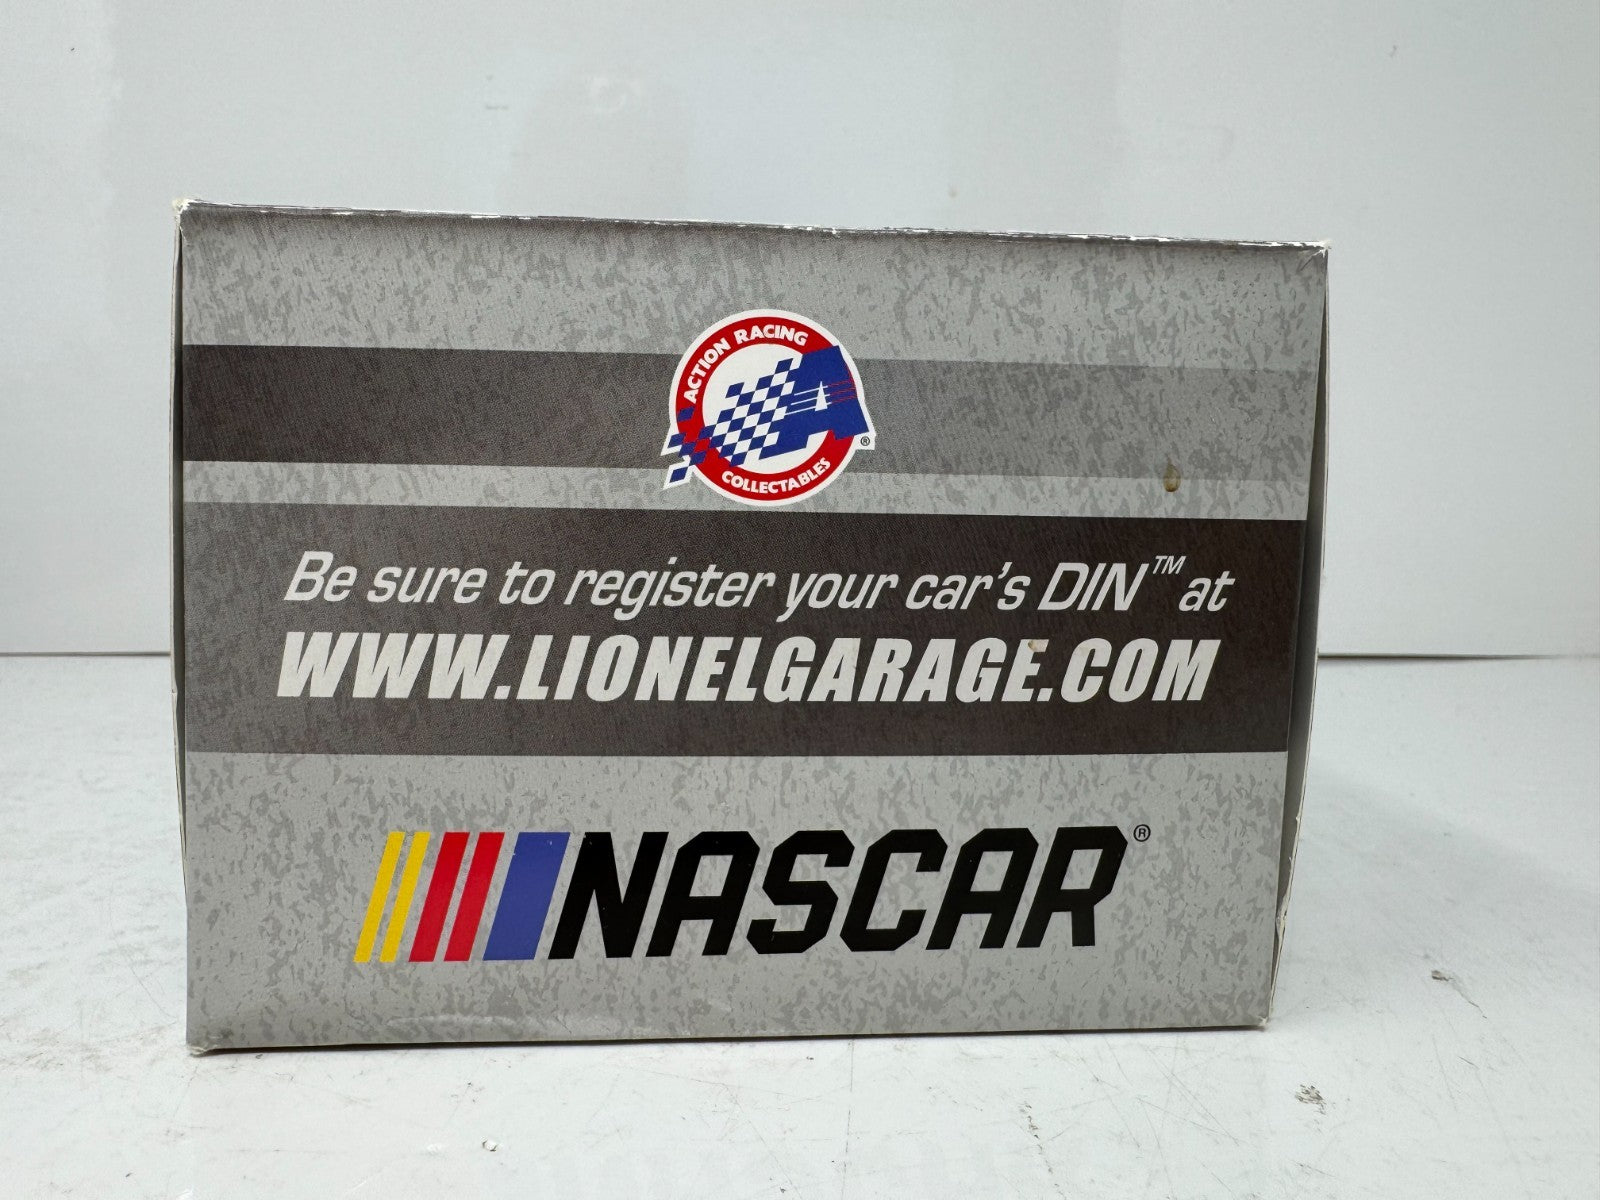 ACTION RACING
COLLECTABLES
®
Be sure to register your car's DIN™ at
WWW.LIONELGARAGE.COM
NASCAR®